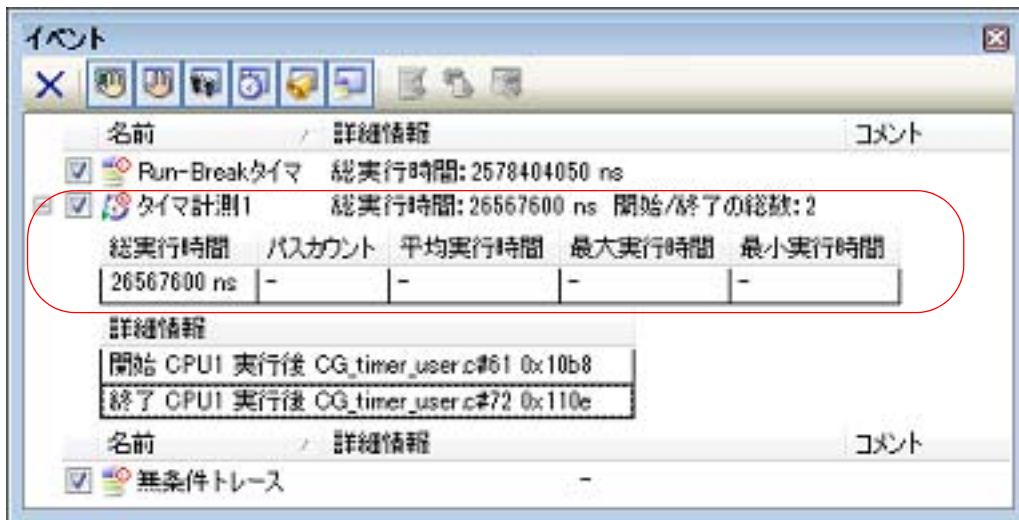 イベント
名前 詳細情報 コメント
Run-Breakタイマ 総実行時間:2578404050 ns
タイマ計測1 総実行時間:26567600 ns 開始/終了の総数:2
総実行時間 パスカウント 平均実行時間 最大実行時間 最小実行時間
26567600 ns - - - -
詳細情報
開始 CPU1 実行後 CG_timer_user.c#61 0x10b8
終了 CPU1 実行後 CG_timer_user.c#72 0x110e
名前 詳細情報 コメント
無条件トレース -